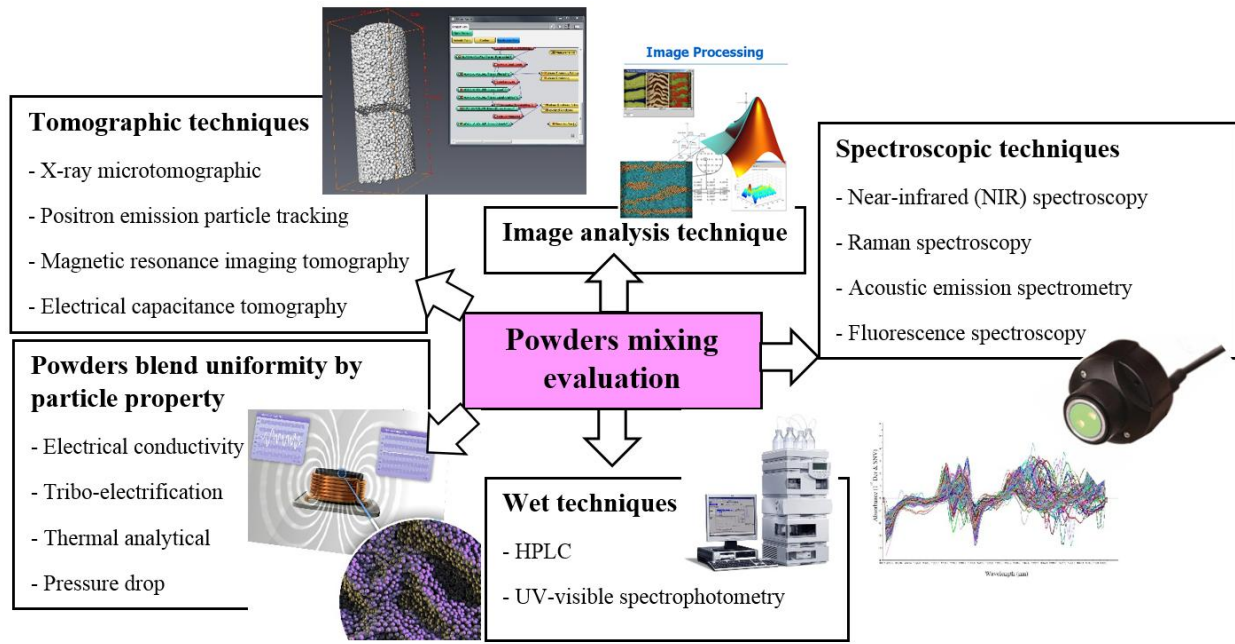 Image Processing
Tomographic techniques
- X-ray microtomographic
- Positron emission particle tracking
- Magnetic resonance imaging tomography
- Electrical capacitance tomography
Image analysis technique
Spectroscopic techniques
- Near-infrared (NIR) spectroscopy
- Raman spectroscopy
- Acoustic emission spectrometry
- Fluorescence spectroscopy
Powders mixing
evaluation
Powders blend uniformity by
particle property
- Electrical conductivity
- Tribo-electrification
- Thermal analytical
- Pressure drop
Wet techniques
- HPLC
- UV-visible spectrophotometry
Wavelength (nm)